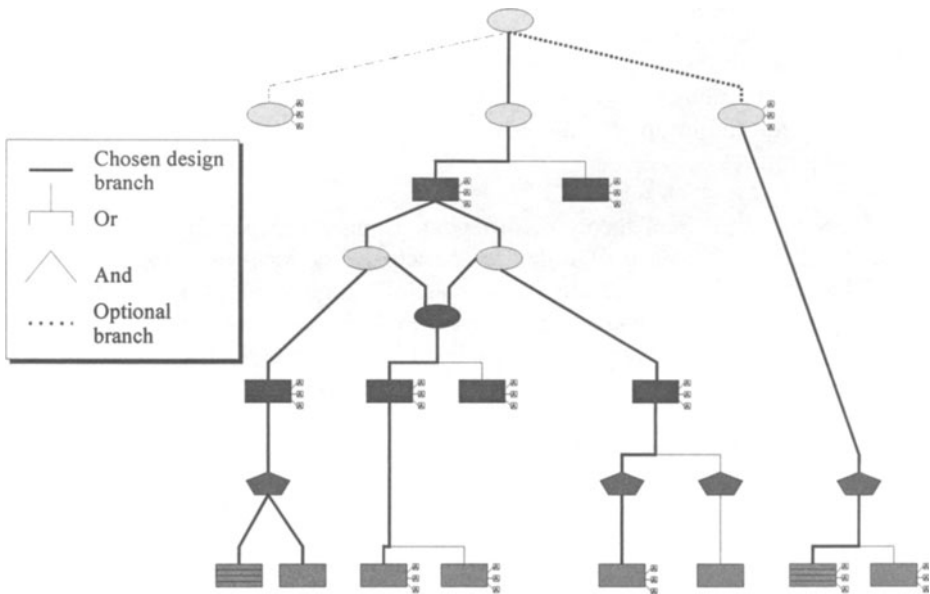 Chosen design
branch
Or
And
Optional
branch